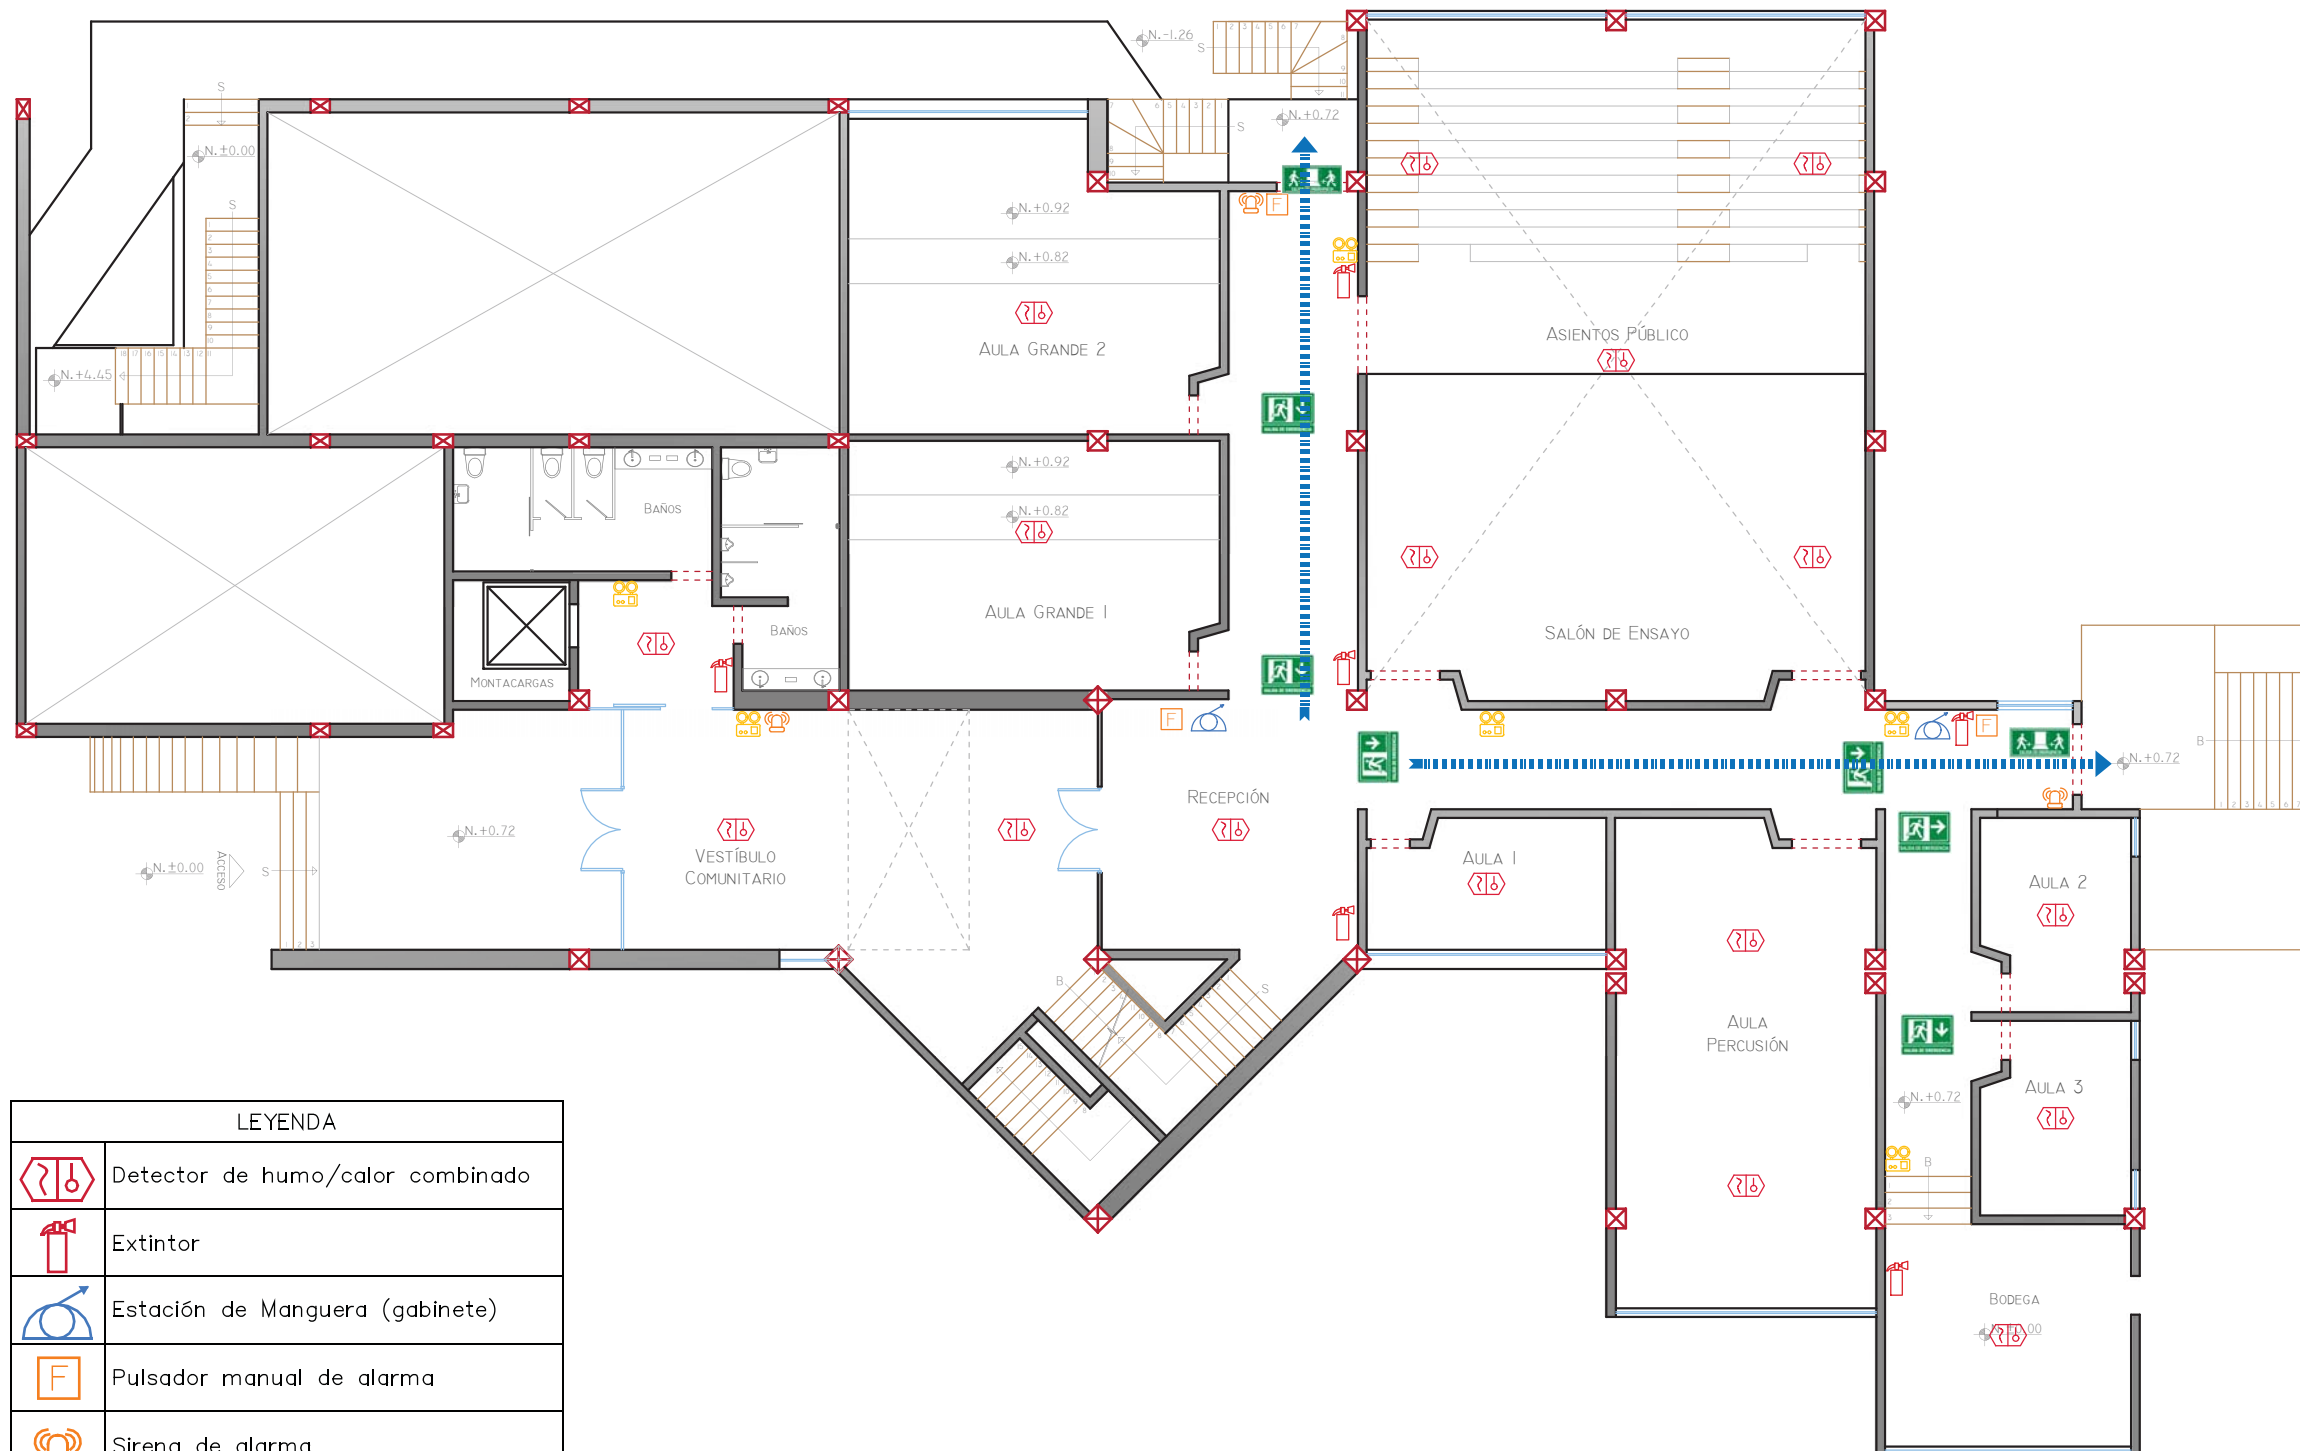 N.-1.26
S
S
N.+0.72
S
N.±0.00
S
N.+0.92
F
N.+0.82
ASIENTOS PÚBLICO
AULA GRANDE 2
N.+4.45
N.+0.92
BAÑOS
N.+0.82
AULA GRANDE 1
BAÑOS
SALÓN DE ENSAYO
MONTACARGAS
F
F
B
N.+0.72
RECEPCIÓN
N.+0.72
VESTÍBULO
COMUNITARIO
AULA 1
ACCESO
N.±0.00
S
AULA 2
B
S
AULA
PERCUSIÓN
AULA 3
N.+0.72
B
BODEGA
LEYENDA
Detector de humo/calor combinado
Extintor
Estación de Manguera (gabinete)
F
Pulsador manual de alarma
Sirena de alarma